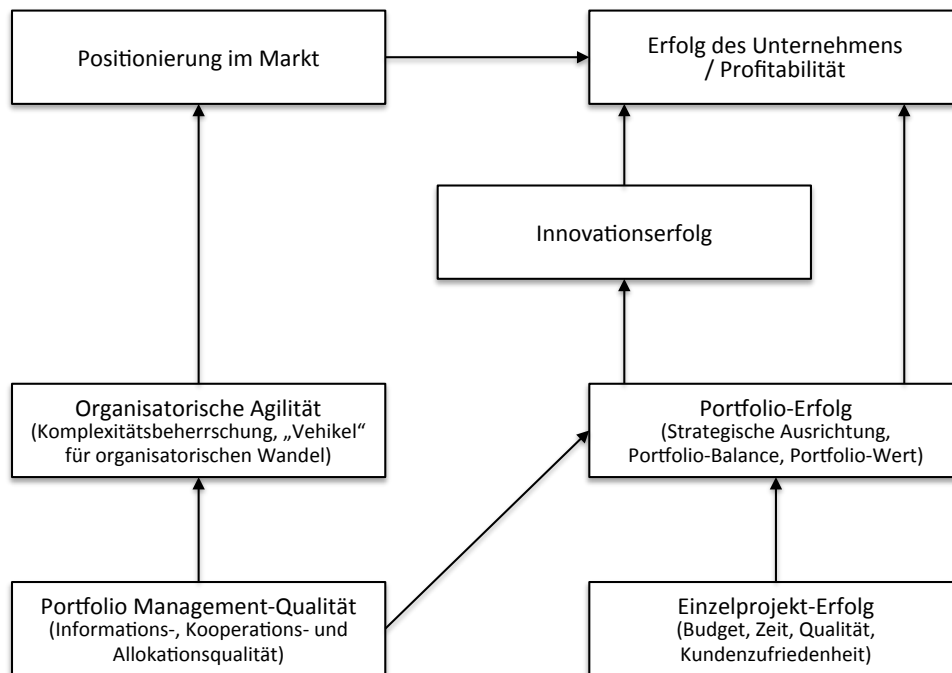 Positionierung im Markt
Erfolg des Unternehmens
/ Profitabilität
Innovationserfolg
Organisatorische Agilität
(Komplexitätsbeherrschung, „Vehikel“
für organisatorischen Wandel)
Portfolio-Erfolg
(Strategische Ausrichtung,
Portfolio-Balance, Portfolio-Wert)
Portfolio Management-Qualität
(Informations-, Kooperations- und
Allokationsqualität)
Einzelprojekt-Erfolg
(Budget, Zeit, Qualität,
Kundenzufriedenheit)